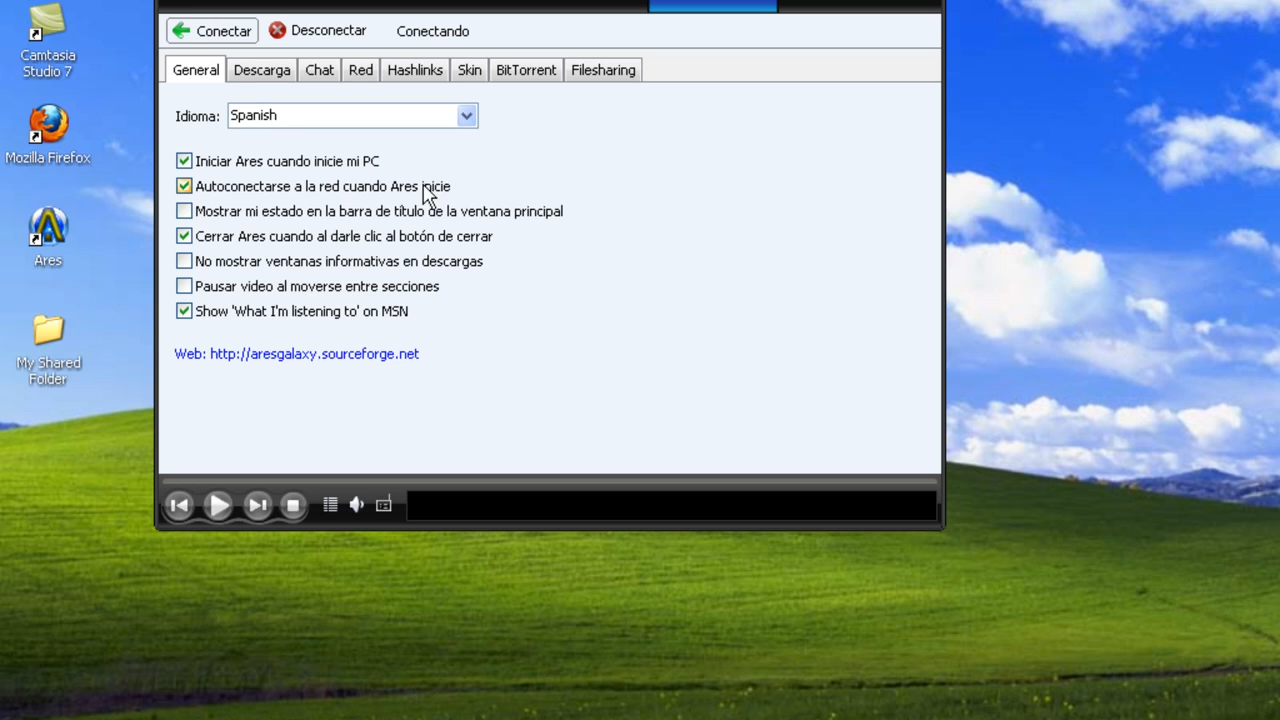 Camtasia
Studio 7
Mozilla Firefox
Ares
My Shared
Folder
Conectar Desconectar Conectando
General Descarga Chat Red Hashlinks Skin BitTorrent Filesharing
Idioma: Spanish
Iniciar Ares cuando inicie mi PC
Autoconectarse a la red cuando Ares inicie
Mostrar mi estado en la barra de título de la ventana principal
Cerrar Ares cuando al darle clic al botón de cerrar
No mostrar ventanas informativas en descargas
Pausar video al moverse entre secciones
Show 'What I'm listening to' on MSN
Web: http://aresgalaxy.sourceforge.net